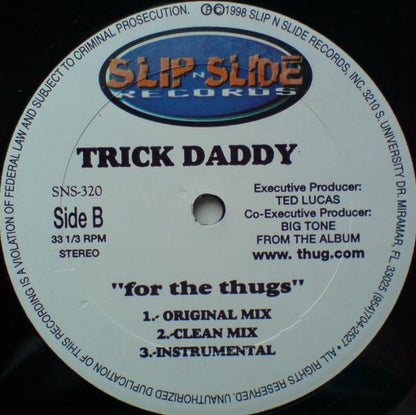 SLIP N SLIDE
RECORDS
TRICK DADDY
SNS-320
Side B
33 1/3 RPM
STEREO
Executive Producer:
TED LUCAS
Co-Executive Producer:
BIG TONE
FROM THE ALBUM
www. thug.com
"for the thugs"
1.- ORIGINAL MIX
2.-CLEAN MIX
3.-INSTRUMENTAL
ⓅⒸ1998 SLIP N SLIDE RECORDS, INC. 3210 S. UNIVERSITY DR. MIRAMAR, FL. 33025 (954)704-2527 • ALL RIGHTS RESERVED. UNAUTHORIZED DUPLICATION OF THIS RECORDING IS A VIOLATION OF FEDERAL LAW AND SUBJECT TO CRIMINAL PROSECUTION.